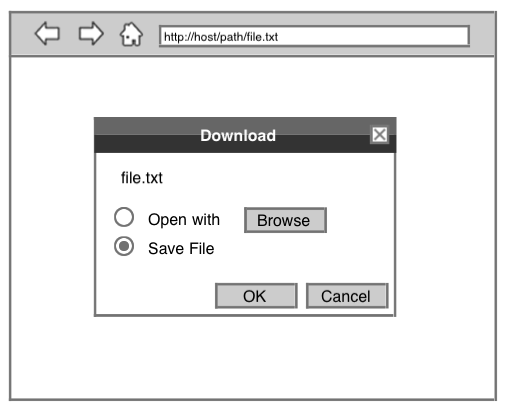 http://host/path/file.txt
Download
file.txt
Open with Browse
Save File
OK Cancel